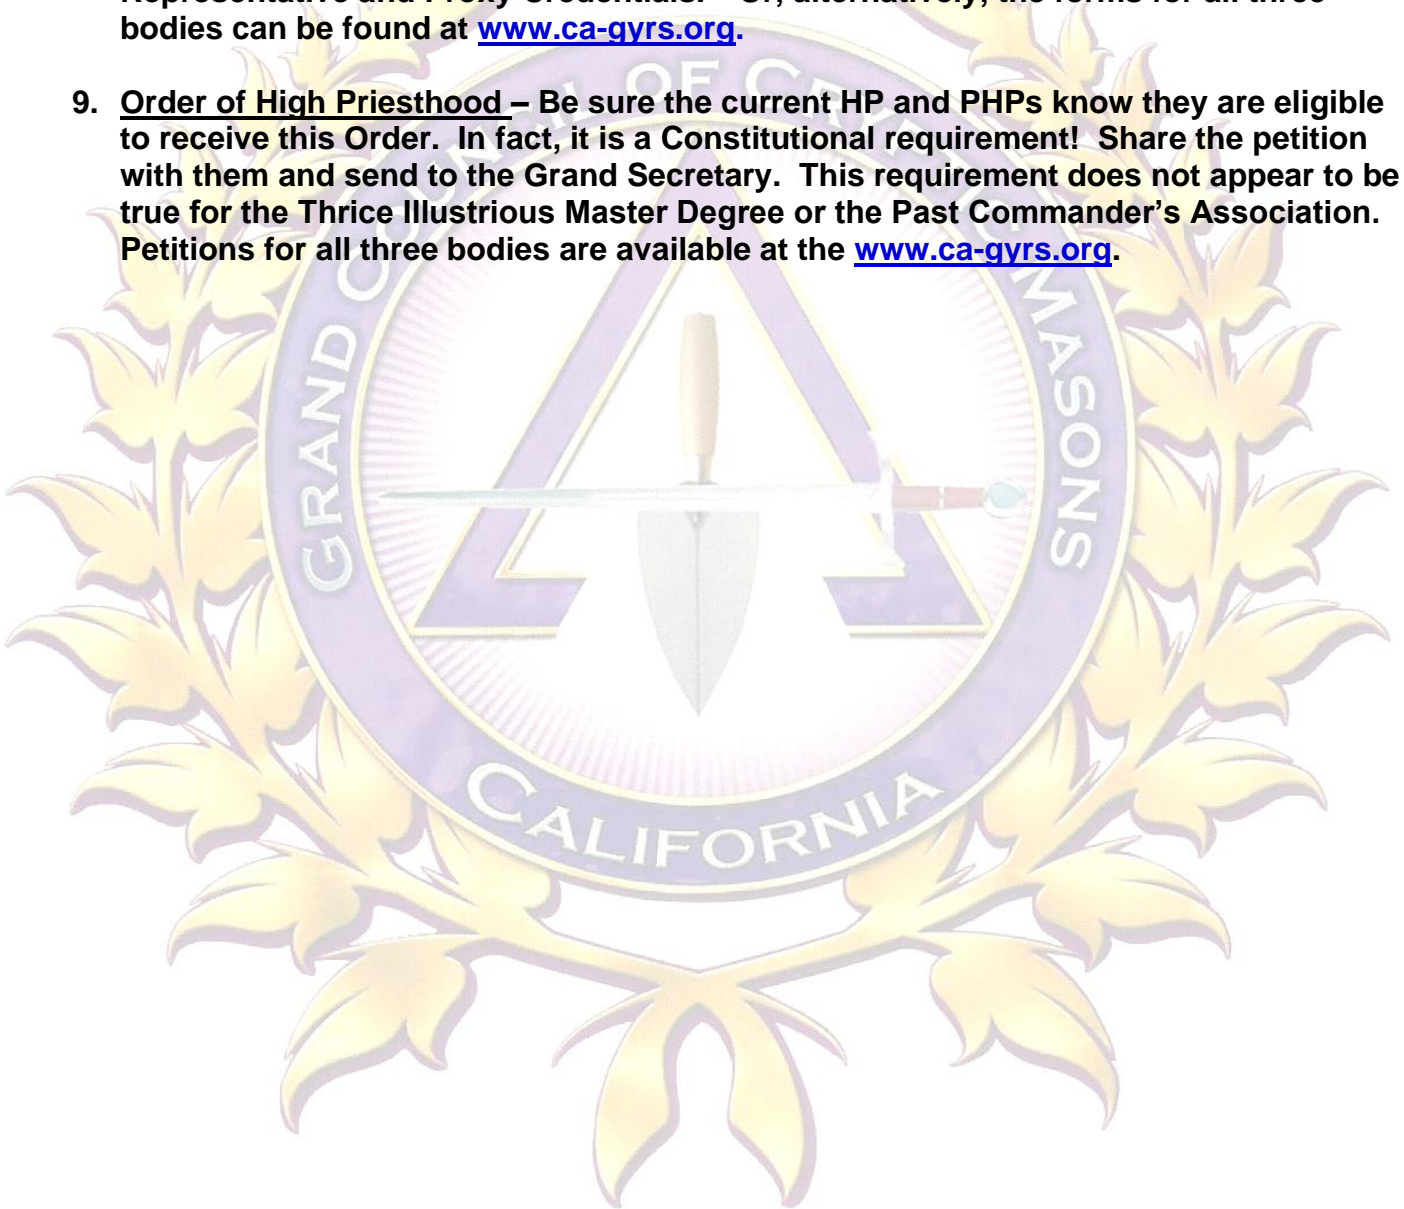 Representative and Proxy Credentials.” Or, alternatively, the forms for all three
bodies can be found at www.ca-gyrs.org.
9. Order of High Priesthood – Be sure the current HP and PHPs know they are eligible
to receive this Order. In fact, it is a Constitutional requirement! Share the petition
with them and send to the Grand Secretary. This requirement does not appear to be
true for the Thrice Illustrious Master Degree or the Past Commander’s Association.
Petitions for all three bodies are available at the www.ca-gyrs.org.
GRAND COUNCIL OF CRYPTIC MASONS
CALIFORNIA